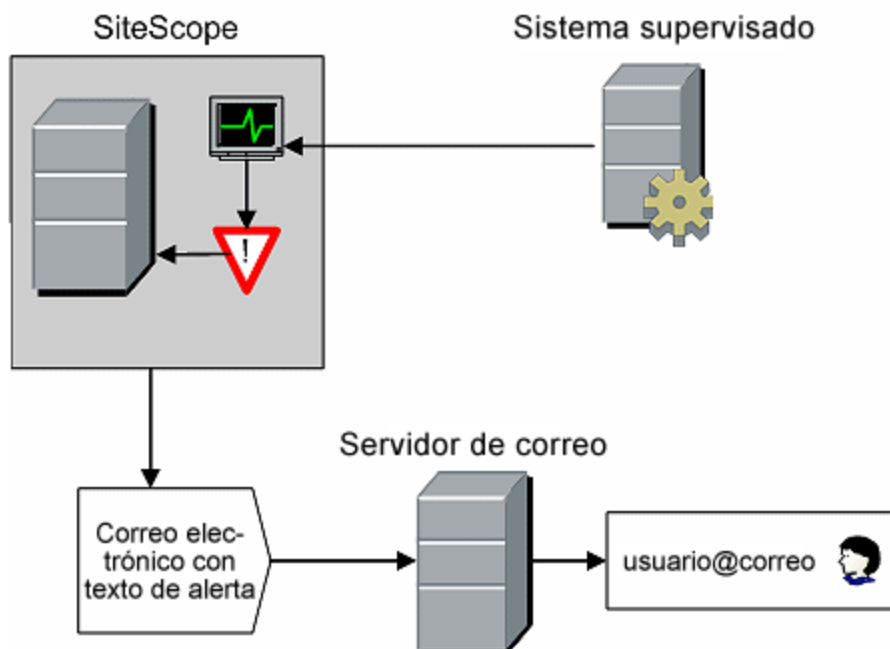 SiteScope
Sistema supervisado
!
Servidor de correo
Correo elec-
trónico con
texto de alerta
usuario@correo